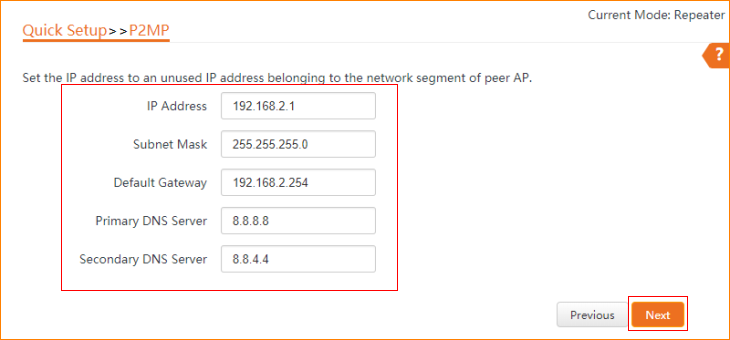 Current Mode: Repeater
Quick Setup>>P2MP
?
Set the IP address to an unused IP address belonging to the network segment of peer AP.
IP Address 192.168.2.1
Subnet Mask 255.255.255.0
Default Gateway 192.168.2.254
Primary DNS Server 8.8.8.8
Secondary DNS Server 8.8.4.4
Previous Next